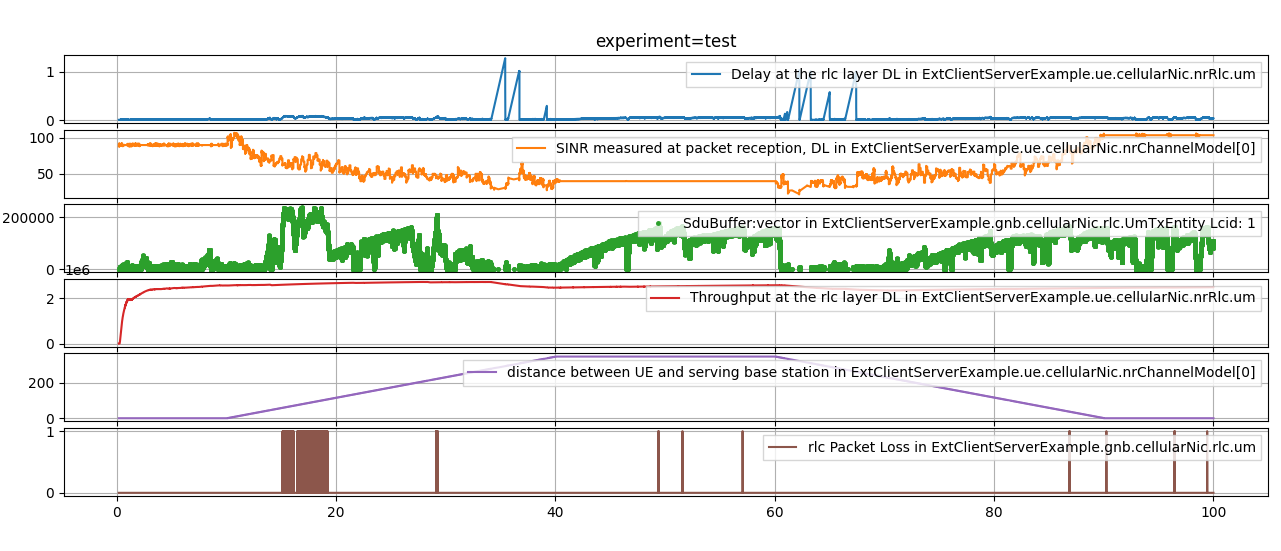 experiment=test
1
0
Delay at the rlc layer DL in ExtClientServerExample.ue.cellularNic.nrRlc.um
100
50
SINR measured at packet reception, DL in ExtClientServerExample.ue.cellularNic.nrChannelModel[0]
200000
0
SduBuffer:vector in ExtClientServerExample.gnb.cellularNic.rlc.UmTxEntity Lcid: 1
1e6
2
0
Throughput at the rlc layer DL in ExtClientServerExample.ue.cellularNic.nrRlc.um
200
0
distance between UE and serving base station in ExtClientServerExample.ue.cellularNic.nrChannelModel[0]
1
0
rlc Packet Loss in ExtClientServerExample.gnb.cellularNic.rlc.um
0 20 40 60 80 100